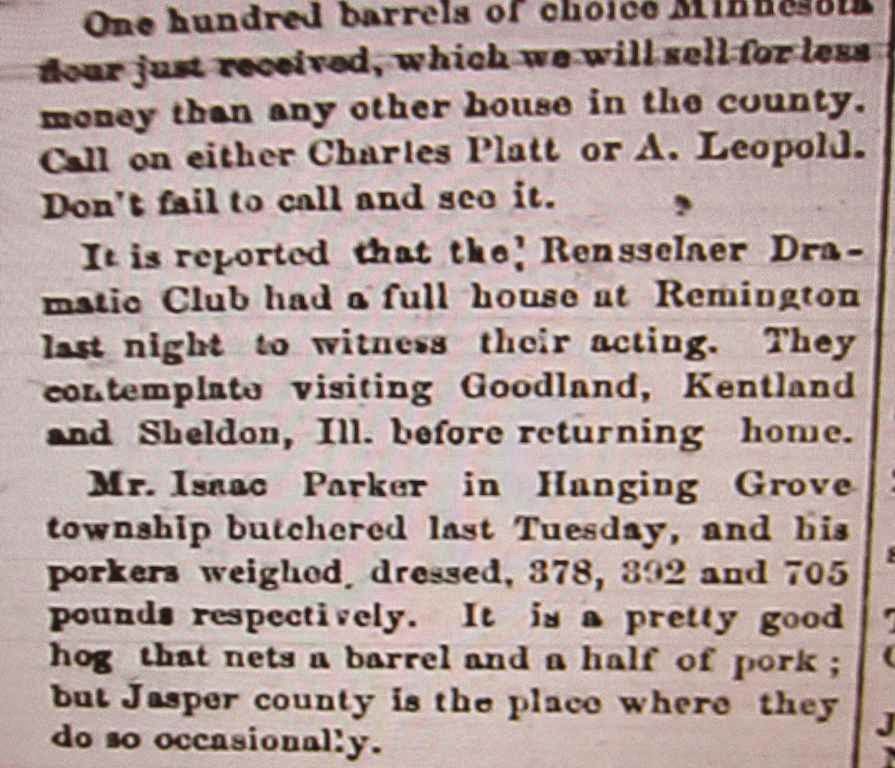 One hundred barrels of choice Minnesota
flour just received, which we will sell for less
money than any other house in the county.
Call on either Charles Platt or A. Leopold.
Don't fail to call and see it.
It is reported that the Rensselaer Dra-
matic Club had a full house at Remington
last night to witness their acting. They
contemplate visiting Goodland, Kentland
and Sheldon, Ill. before returning home.
Mr. Isaac Parker in Hanging Grove
township butchered last Tuesday, and his
porkers weighed, dressed, 378, 392 and 705
pounds respectively. It is a pretty good
hog that nets a barrel and a half of pork;
but Jasper county is the place where they
do so occasionally.